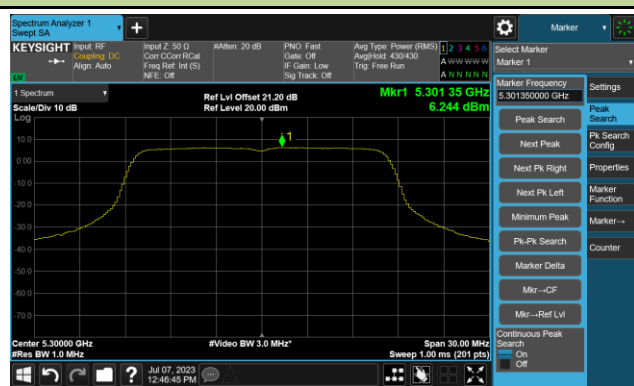 Spectrum Analyzer 1
Swept SA
Marker
KEYSIGHT
Input: RF
Coupling: DC
Align: Auto
Input Z: 50 Ω
Corr CCorr RCal
Freq Ref: Int (S)
NFE: Off
#Atten: 20 dB
PNO: Fast
Gate: Off
IF Gain: Low
Sig Track: Off
Avg Type: Power (RMS)
Avg|Hold: 430/430
Trig: Free Run
1 2 3 4 5 6
A W W W W W
A N N N N N
Select Marker
Marker 1
1 Spectrum
Scale/Div 10 dB
Log
Ref Lvl Offset 21.20 dB
Ref Level 20.00 dBm
Mkr1 5.301 35 GHz
6.244 dBm
10.0
0.00
-10.0
-20.0
-30.0
-40.0
-50.0
-60.0
-70.0
1
Center 5.30000 GHz
#Res BW 1.0 MHz
#Video BW 3.0 MHz*
Span 30.00 MHz
Sweep 1.00 ms (201 pts)
Marker Frequency
5.301350000 GHz
Peak Search
Next Peak
Next Pk Right
Next Pk Left
Minimum Peak
Pk-Pk Search
Marker Delta
Mkr→CF
Mkr→Ref Lvl
Continuous Peak
Search
On
Off
Settings
Peak
Search
Pk Search
Config
Properties
Marker
Function
Marker→
Counter
?
Jul 07, 2023
12:46:45 PM